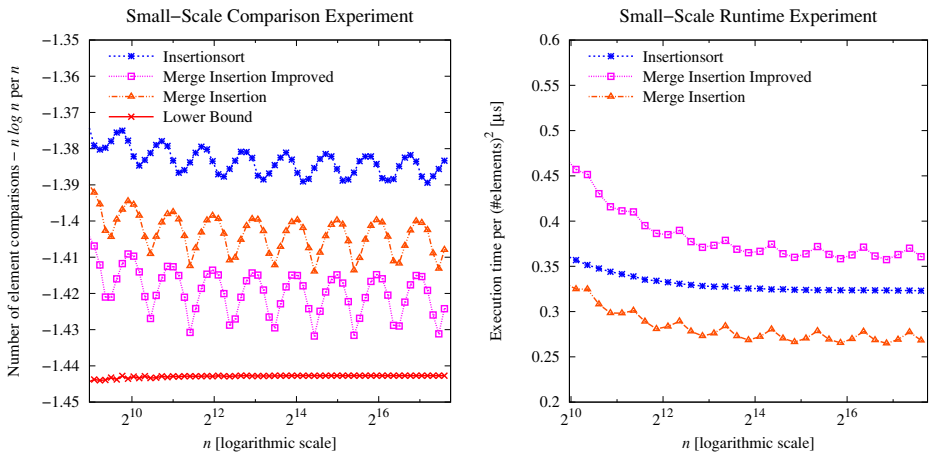 Small−Scale Comparison Experiment
Number of element comparisons − n log n per n
−1.35
−1.36
−1.37
−1.38
−1.39
−1.4
−1.41
−1.42
−1.43
−1.44
−1.45
Insertionsort
Merge Insertion Improved
Merge Insertion
Lower Bound
2^10 2^12 2^14 2^16
n [logarithmic scale]
Small−Scale Runtime Experiment
Execution time per (#elements)^2 [µs]
0.6
0.55
0.5
0.45
0.4
0.35
0.3
0.25
0.2
Insertionsort
Merge Insertion Improved
Merge Insertion
2^10 2^12 2^14 2^16
n [logarithmic scale]